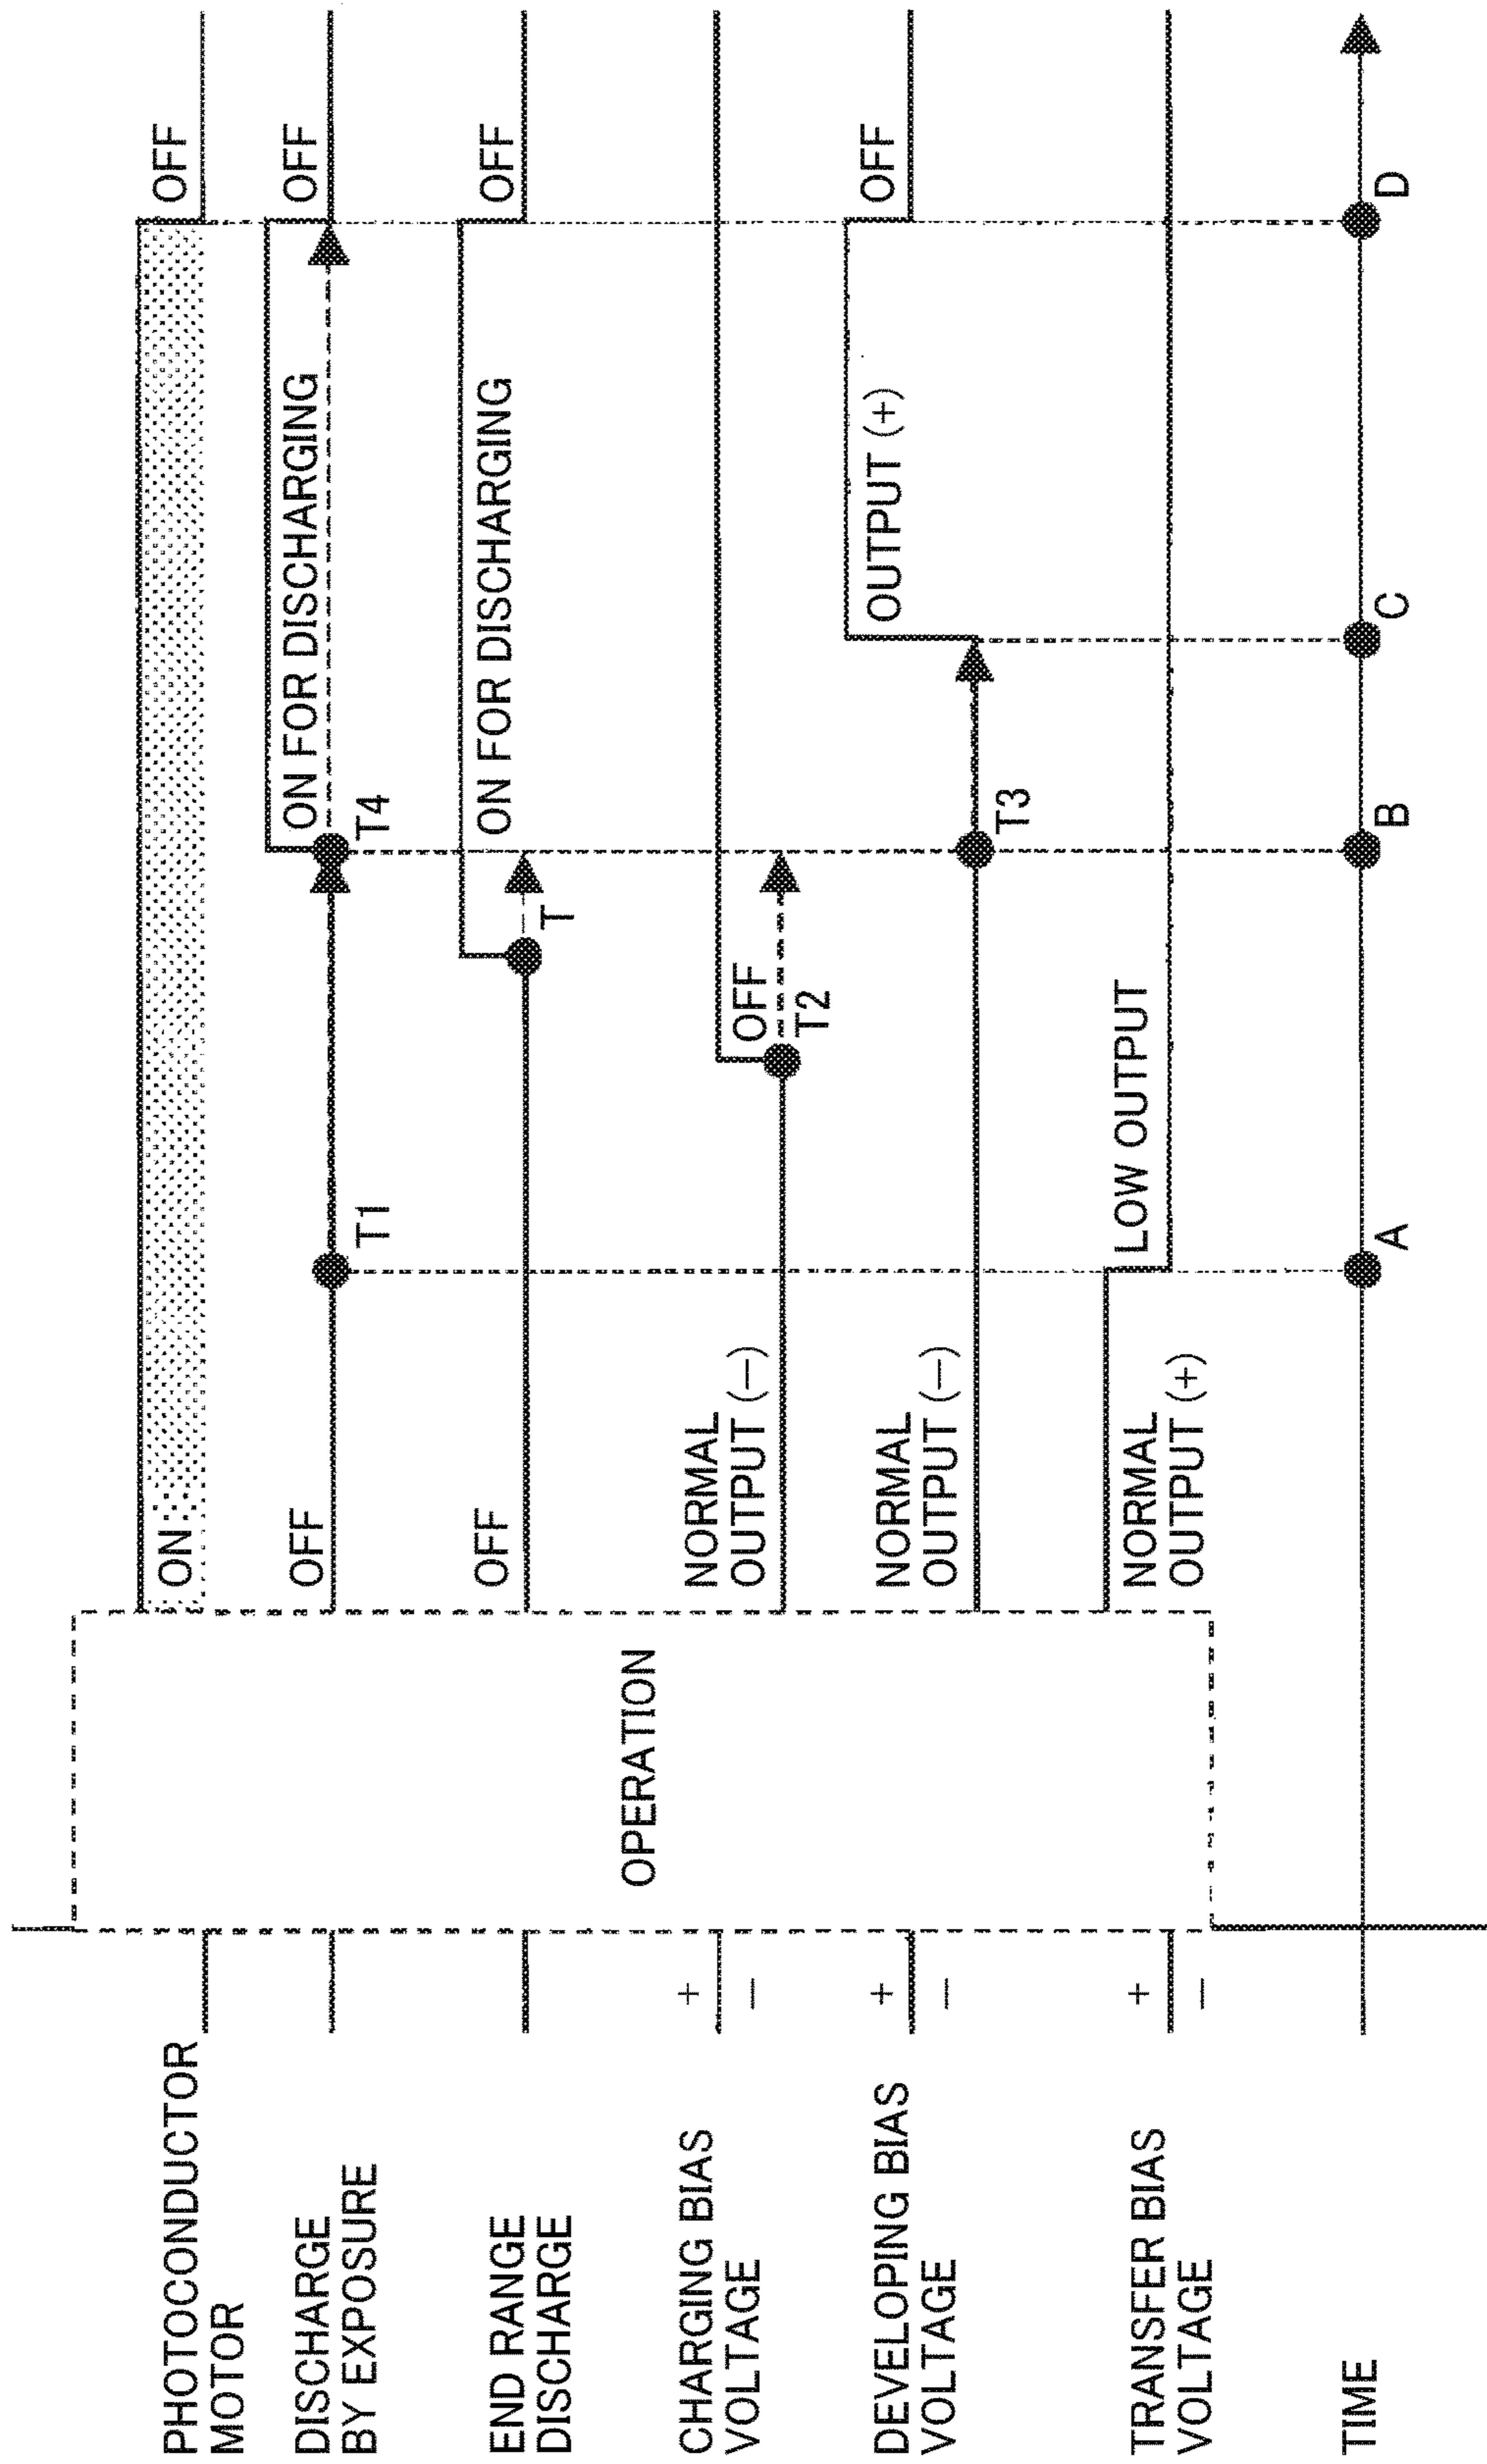 PHOTOCONDUCTOR
MOTOR
ON
OFF
DISCHARGE
BY EXPOSURE
OFF
T1
T4
ON FOR DISCHARGING
OFF
END RANGE
DISCHARGE
OFF
T
ON FOR DISCHARGING
OFF
CHARGING BIAS
VOLTAGE
+
−
NORMAL
OUTPUT (−)
OFF
T2
DEVELOPING BIAS
VOLTAGE
+
−
NORMAL
OUTPUT (−)
T3
OUTPUT (+)
OFF
TRANSFER BIAS
VOLTAGE
+
−
NORMAL
OUTPUT (+)
LOW OUTPUT
OPERATION
TIME
A
B
C
D